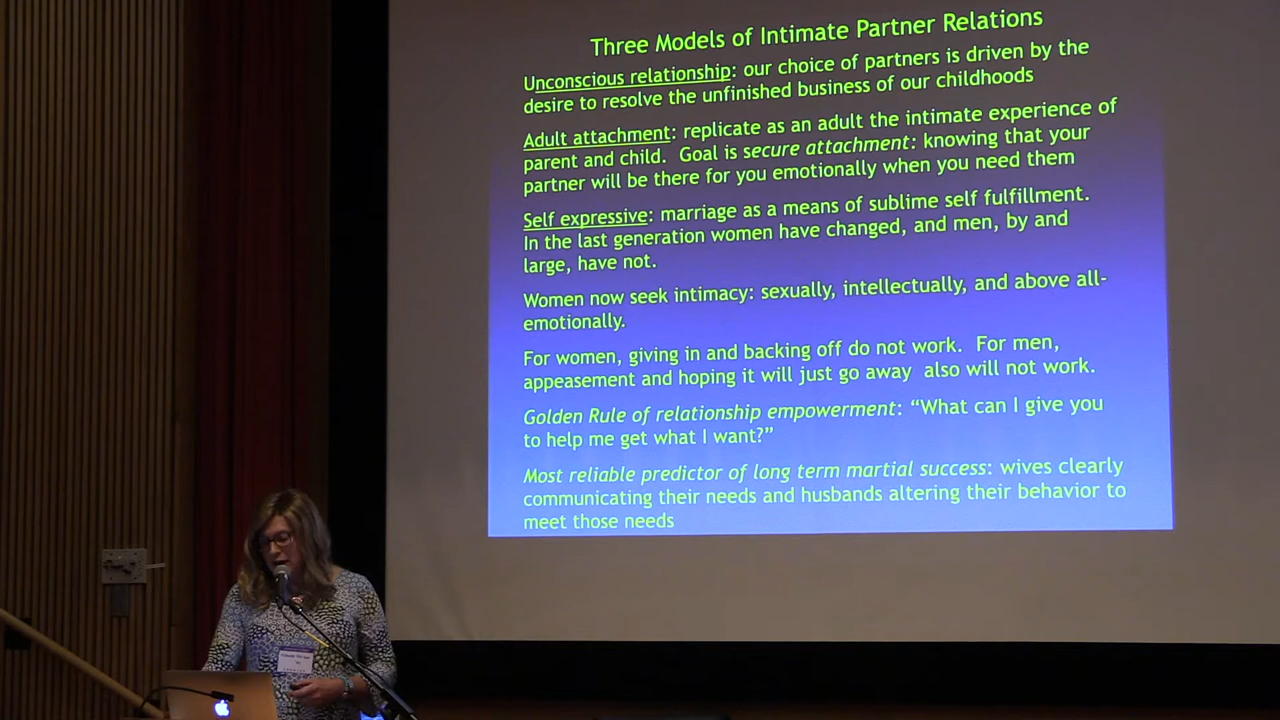 Three Models of Intimate Partner Relations
Unconscious relationship: our choice of partners is driven by the
desire to resolve the unfinished business of our childhoods
Adult attachment: replicate as an adult the intimate experience of
parent and child. Goal is secure attachment: knowing that your
partner will be there for you emotionally when you need them
Self expressive: marriage as a means of sublime self fulfillment.
In the last generation women have changed, and men, by and
large, have not.
Women now seek intimacy: sexually, intellectually, and above all-
emotionally.
For women, giving in and backing off do not work. For men,
appeasement and hoping it will just go away also will not work.
Golden Rule of relationship empowerment: “What can I give you
to help me get what I want?”
Most reliable predictor of long term martial success: wives clearly
communicating their needs and husbands altering their behavior to
meet those needs